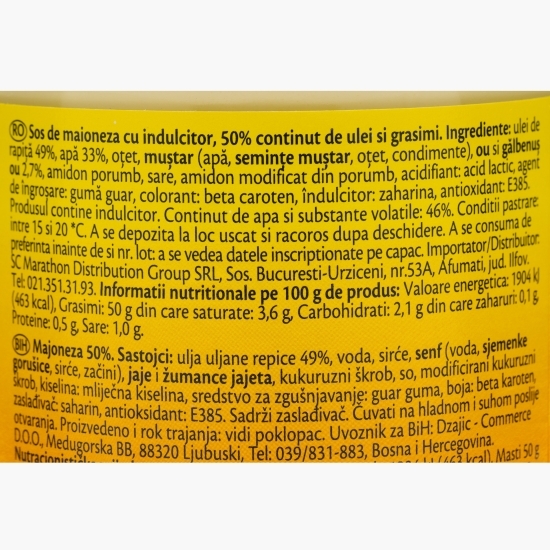 RO Sos de maioneza cu indulcitor, 50% continut de ulei si grasimi. Ingrediente: ulei de
rapiță 49%, apă 33%, oțet, muștar (apă, semințe muștar, oțet, condimente), ou si gălbenuș
ou 2,7%, amidon porumb, sare, amidon modificat din porumb, acidifiant: acid lactic, agent
de ingrosare: gumă guar, colorant: beta caroten, îndulcitor: zaharina, antioxidant: E385.
Produsul contine indulcitor. Continut de apa si substante volatile: 46%. Conditii pastrare:
intre 15 si 20 °C. A se depozita la loc uscat si racoros dupa deschidere. A se consuma de
preferinta inainte de si nr. lot: a se vedea datele inscriptionate pe capac. Importator/Distribuitor:
SC Marathon Distribution Group SRL, Sos. Bucuresti-Urziceni, nr.53A, Afumati, jud. Ilfov.
Tel: 021.351.31.93. Informatii nutritionale pe 100 g de produs: Valoare energetica: 1904 kJ
(463 kcal), Grasimi: 50 g din care saturate: 3,6 g, Carbohidrati: 2,1 g din care zaharuri: 0,1 g,
Proteine: 0,5 g, Sare: 1,0 g.
BiH Majoneza 50%. Sastojci: ulja uljane repice 49%, voda, sirće, senf (voda, sjemenke
gorušice, sirće, začini), jaje i žumance jajeta, kukuruzni škrob, so, modificirani kukuruzni
škrob, kiselina: mliječna kiselina, sredstvo za zgušnjavanje: guar guma, boja: beta karoten,
zaslađivač: saharin, antioksidant: E385. Sadrži zaslađivač. Čuvati na hladnom i suhom poslije
otvaranja. Proizvedeno i rok trajanja: vidi poklopac. Uvoznik za BiH: Dzajic - Commerce
D.O.O., Medugorska BB, 88320 Ljubuski, Tel: 039/831-883, Bosna i Hercegovina.
(463 kcal), Masti 50 g